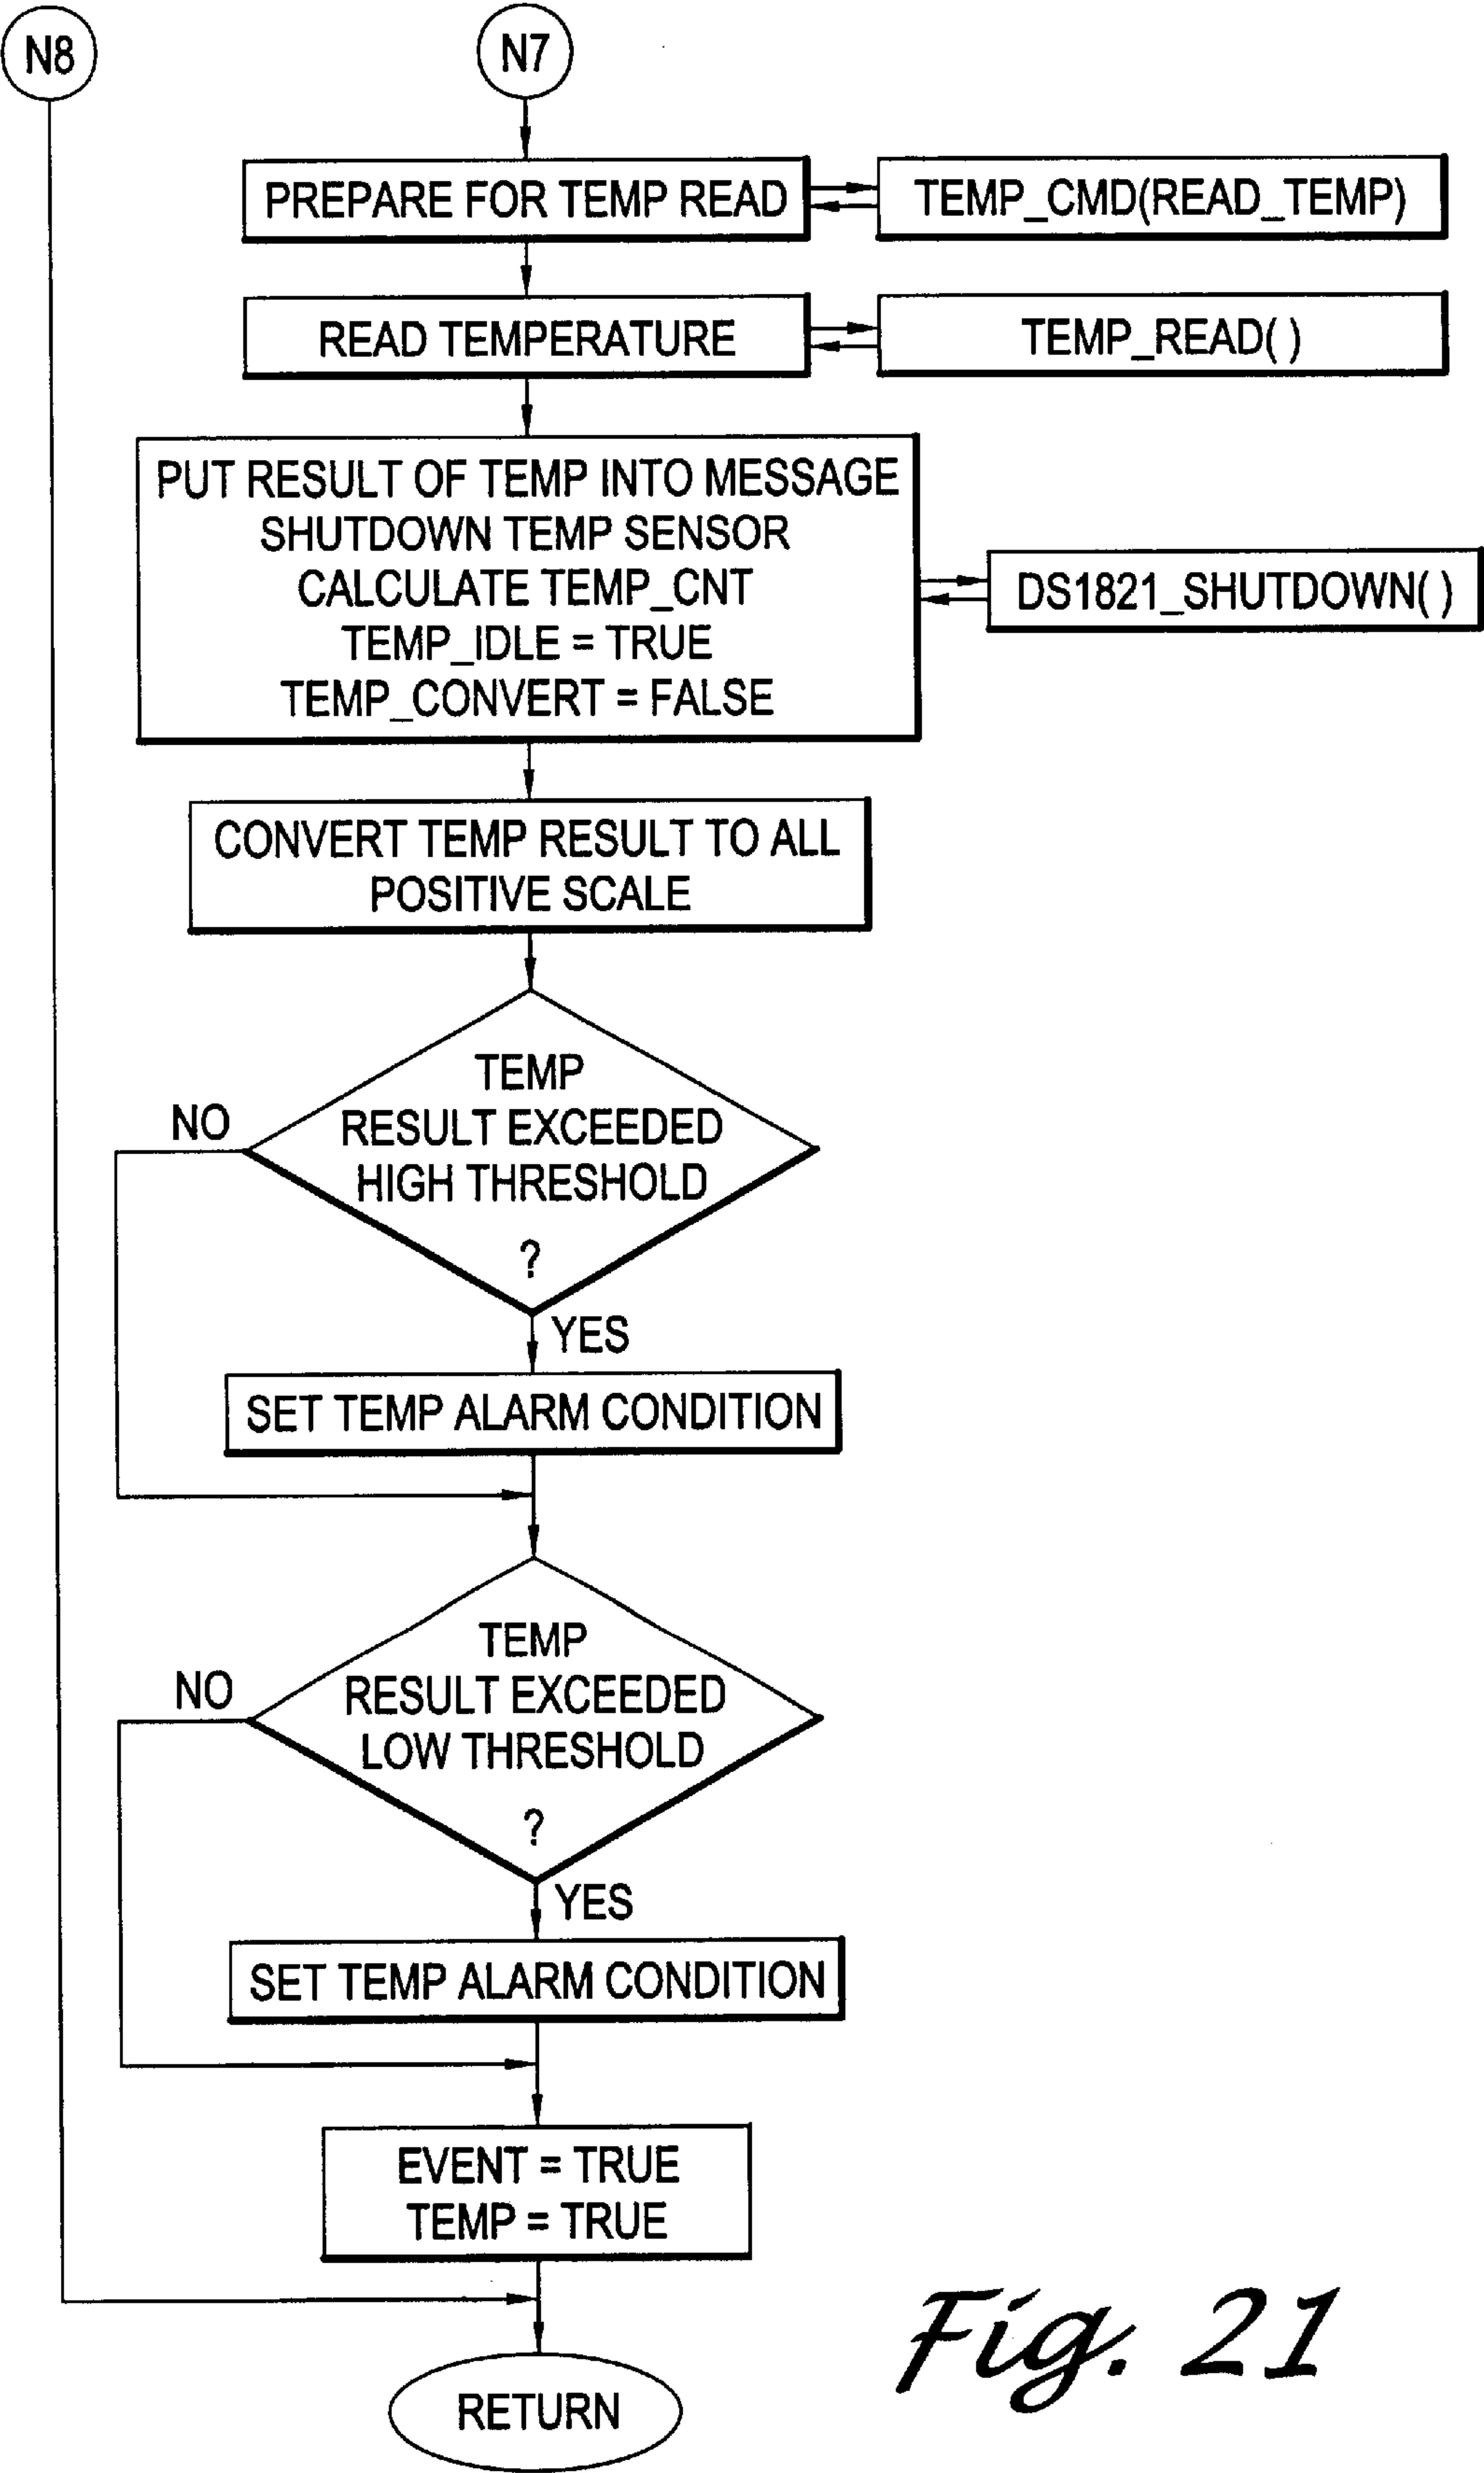 N8
N7
PREPARE FOR TEMP READ
TEMP_CMD(READ_TEMP)
READ TEMPERATURE
TEMP_READ( )
PUT RESULT OF TEMP INTO MESSAGE
SHUTDOWN TEMP SENSOR
CALCULATE TEMP_CNT
TEMP_IDLE = TRUE
TEMP_CONVERT = FALSE
DS1821_SHUTDOWN( )
CONVERT TEMP RESULT TO ALL
POSITIVE SCALE
TEMP
RESULT EXCEEDED
HIGH THRESHOLD
?
NO
YES
SET TEMP ALARM CONDITION
TEMP
RESULT EXCEEDED
LOW THRESHOLD
?
NO
YES
SET TEMP ALARM CONDITION
EVENT = TRUE
TEMP = TRUE
RETURN
Fig. 21